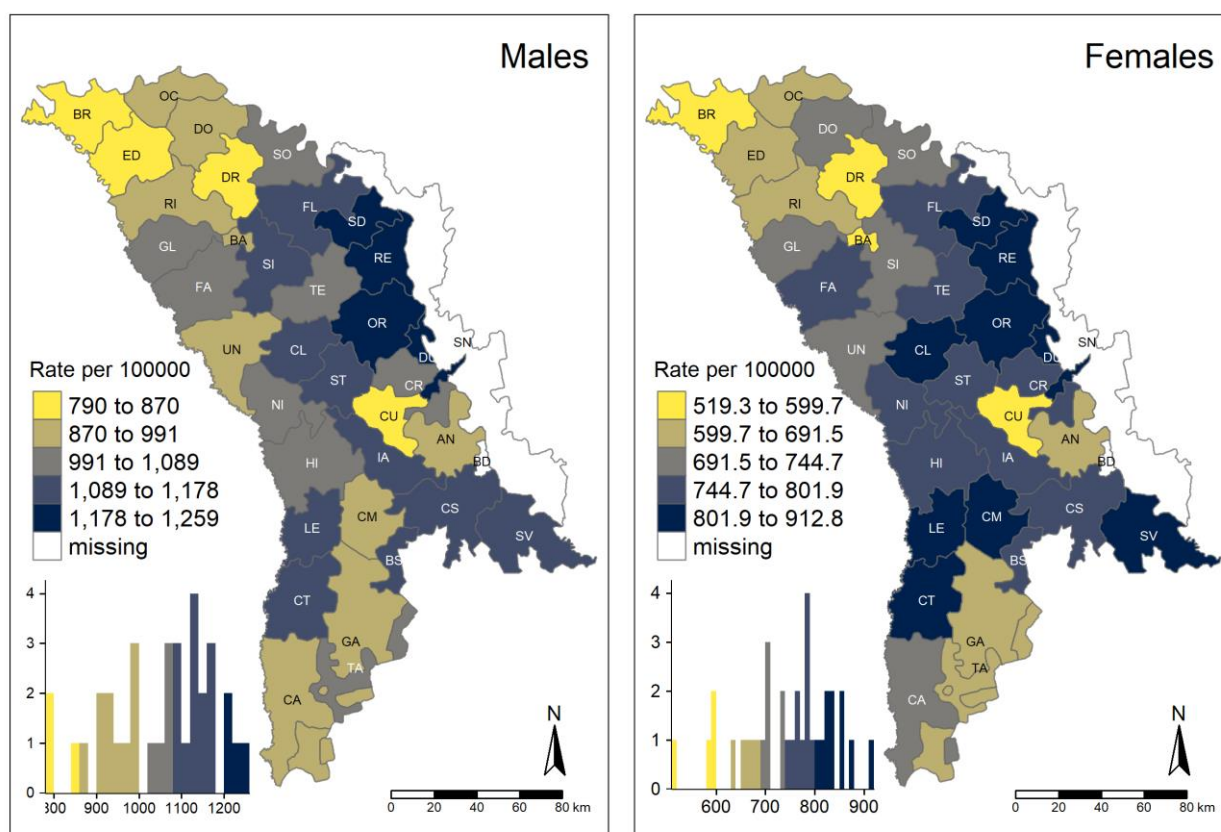 Males
OC
BR
DO
ED
SO
DR
RI
FL
SD
BA
GL
SI
RE
FA
TE
OR
UN
CL
DU
SN
ST
CR
NI
CU
AN
HI
IA
BD
LE
CM
CS
SV
BS
CT
GA
TA
CA
Rate per 100000
790 to 870
870 to 991
991 to 1,089
1,089 to 1,178
1,178 to 1,259
missing
4
3
2
1
0
900 1000 1100 1200
N
0 20 40 60 80 km
Females
OC
BR
DO
ED
SO
DR
RI
FL
SD
BA
GL
SI
RE
FA
TE
OR
UN
CL
DU
SN
ST
CR
NI
CU
AN
HI
IA
BD
LE
CM
CS
SV
BS
CT
GA
TA
CA
Rate per 100000
519.3 to 599.7
599.7 to 691.5
691.5 to 744.7
744.7 to 801.9
801.9 to 912.8
missing
4
3
2
1
0
600 700 800 900
N
0 20 40 60 80 km